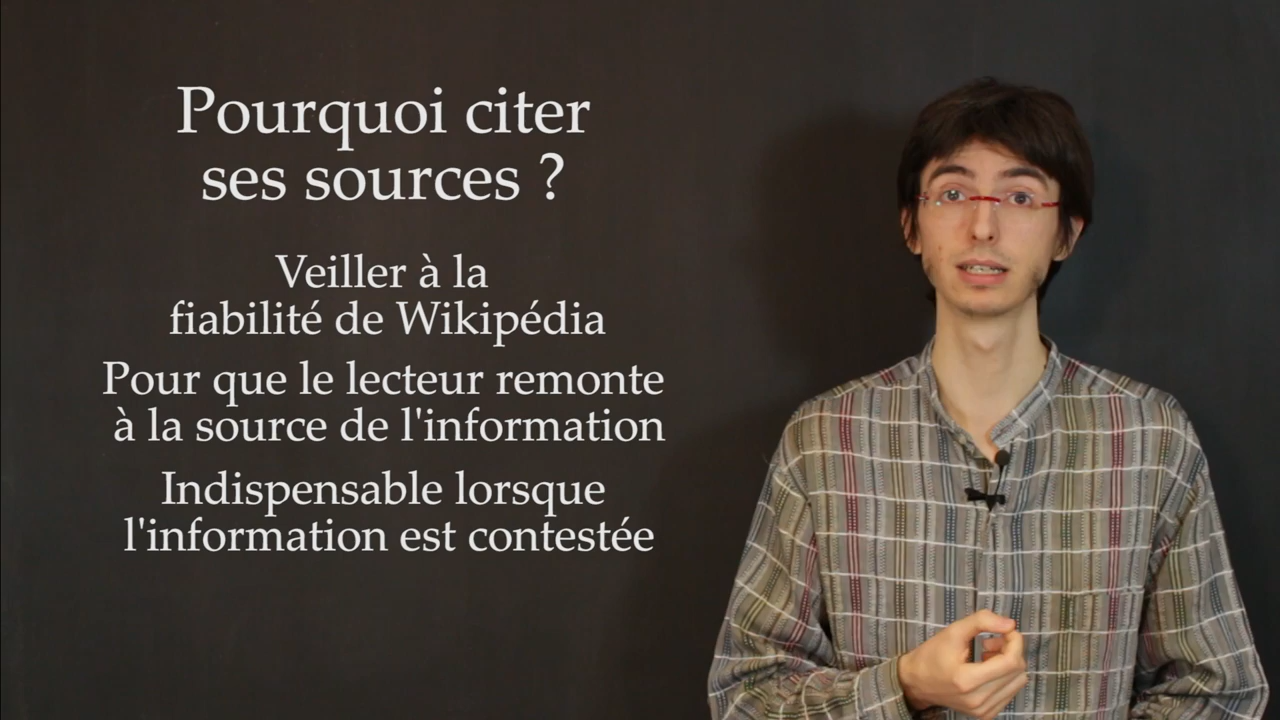 Pourquoi citer
ses sources ?
Veiller à la
fiabilité de Wikipédia
Pour que le lecteur remonte
à la source de l'information
Indispensable lorsque
l'information est contestée